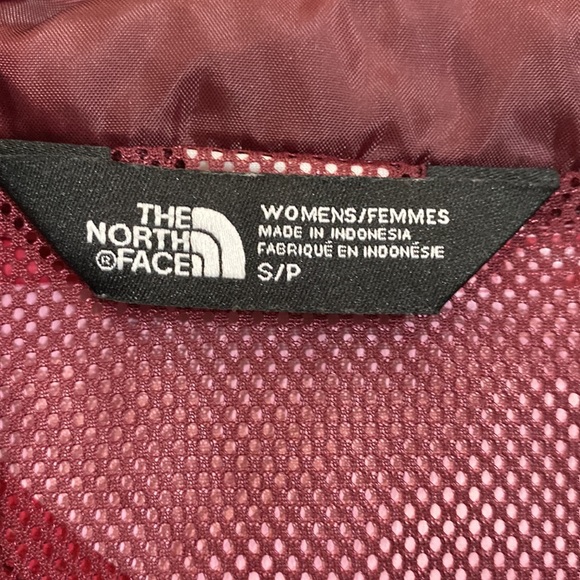 THE
NORTH
®FACE
WOMENS/FEMMES
MADE IN INDONESIA
FABRIQUÉ EN INDONÉSIE
S/P